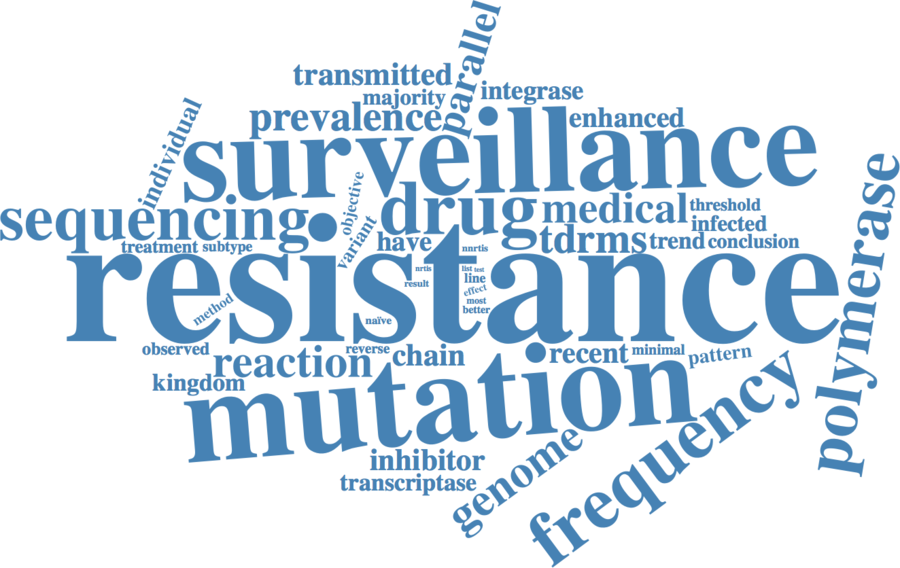 parallel
transmitted
integrase
majority
individual
prevalence
enhanced
surveillance
polymerase
objective
drug
medical
threshold
sequencing
variant
infected
treatment
subtype
have
tdrms
trend
conclusion
nnrtis
resistance
nrtis
list
test
result
line
effect
method
most
better
naïve
observed
reverse
reaction
chain
recent
minimal
pattern
kingdom
mutation
frequency
inhibitor
genome
transcriptase